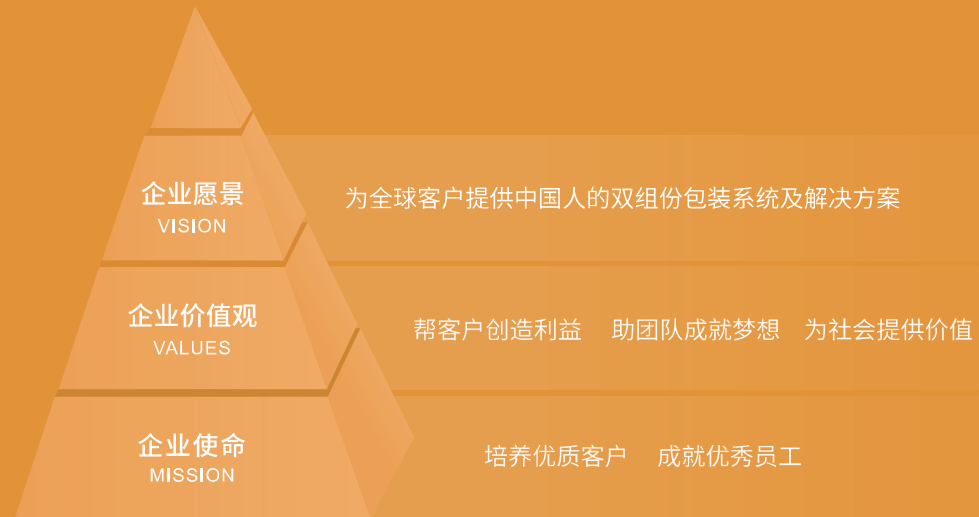 企业愿景
VISION
为全球客户提供中国人的双组份包装系统及解决方案
企业价值观
VALUES
帮客户创造利益 助团队成就梦想 为社会提供价值
企业使命
MISSION
培养优质客户 成就优秀员工